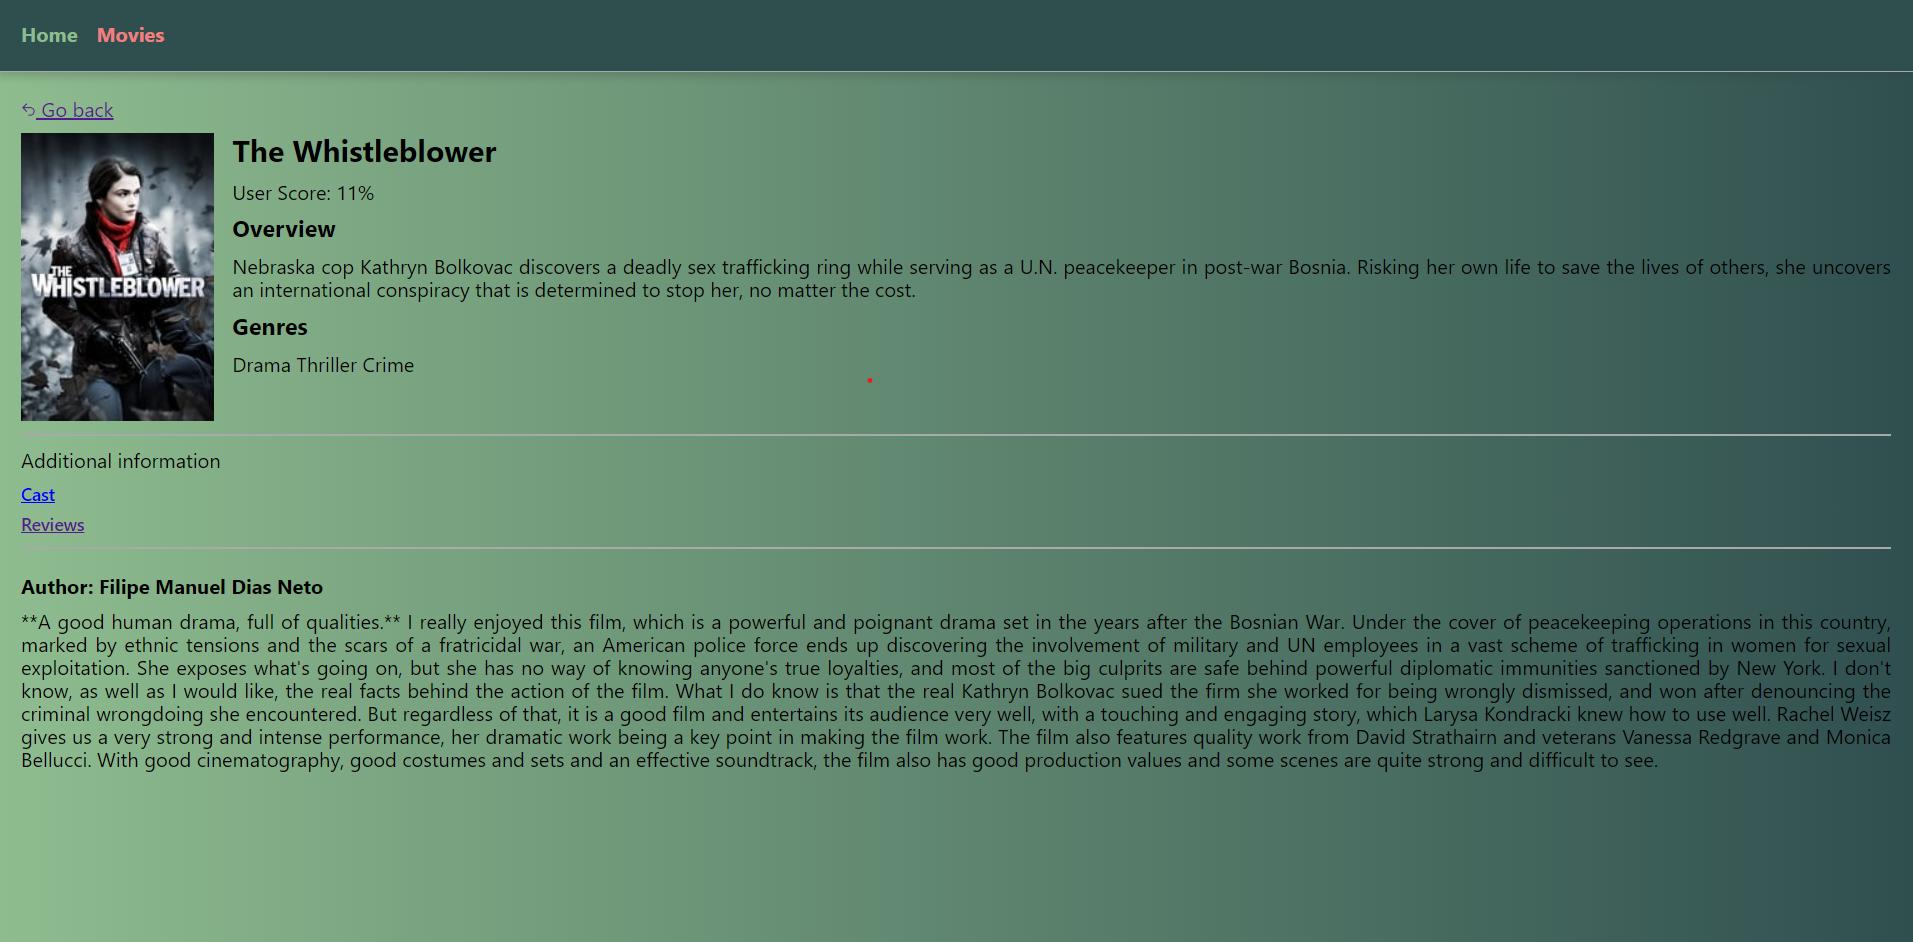 Home Movies
Go back
THE
WHISTLEBLOWER
The Whistleblower
User Score: 11%
Overview
Nebraska cop Kathryn Bolkovac discovers a deadly sex trafficking ring while serving as a U.N. peacekeeper in post-war Bosnia. Risking her own life to save the lives of others, she uncovers
an international conspiracy that is determined to stop her, no matter the cost.
Genres
Drama Thriller Crime
Additional information
Cast
Reviews
Author: Filipe Manuel Dias Neto
**A good human drama, full of qualities.** I really enjoyed this film, which is a powerful and poignant drama set in the years after the Bosnian War. Under the cover of peacekeeping operations in this country,
marked by ethnic tensions and the scars of a fratricidal war, an American police force ends up discovering the involvement of military and UN employees in a vast scheme of trafficking in women for sexual
exploitation. She exposes what's going on, but she has no way of knowing anyone's true loyalties, and most of the big culprits are safe behind powerful diplomatic immunities sanctioned by New York. I don't
know, as well as I would like, the real facts behind the action of the film. What I do know is that the real Kathryn Bolkovac sued the firm she worked for being wrongly dismissed, and won after denouncing the
criminal wrongdoing she encountered. But regardless of that, it is a good film and entertains its audience very well, with a touching and engaging story, which Larysa Kondracki knew how to use well. Rachel Weisz
gives us a very strong and intense performance, her dramatic work being a key point in making the film work. The film also features quality work from David Strathairn and veterans Vanessa Redgrave and Monica
Bellucci. With good cinematography, good costumes and sets and an effective soundtrack, the film also has good production values and some scenes are quite strong and difficult to see.